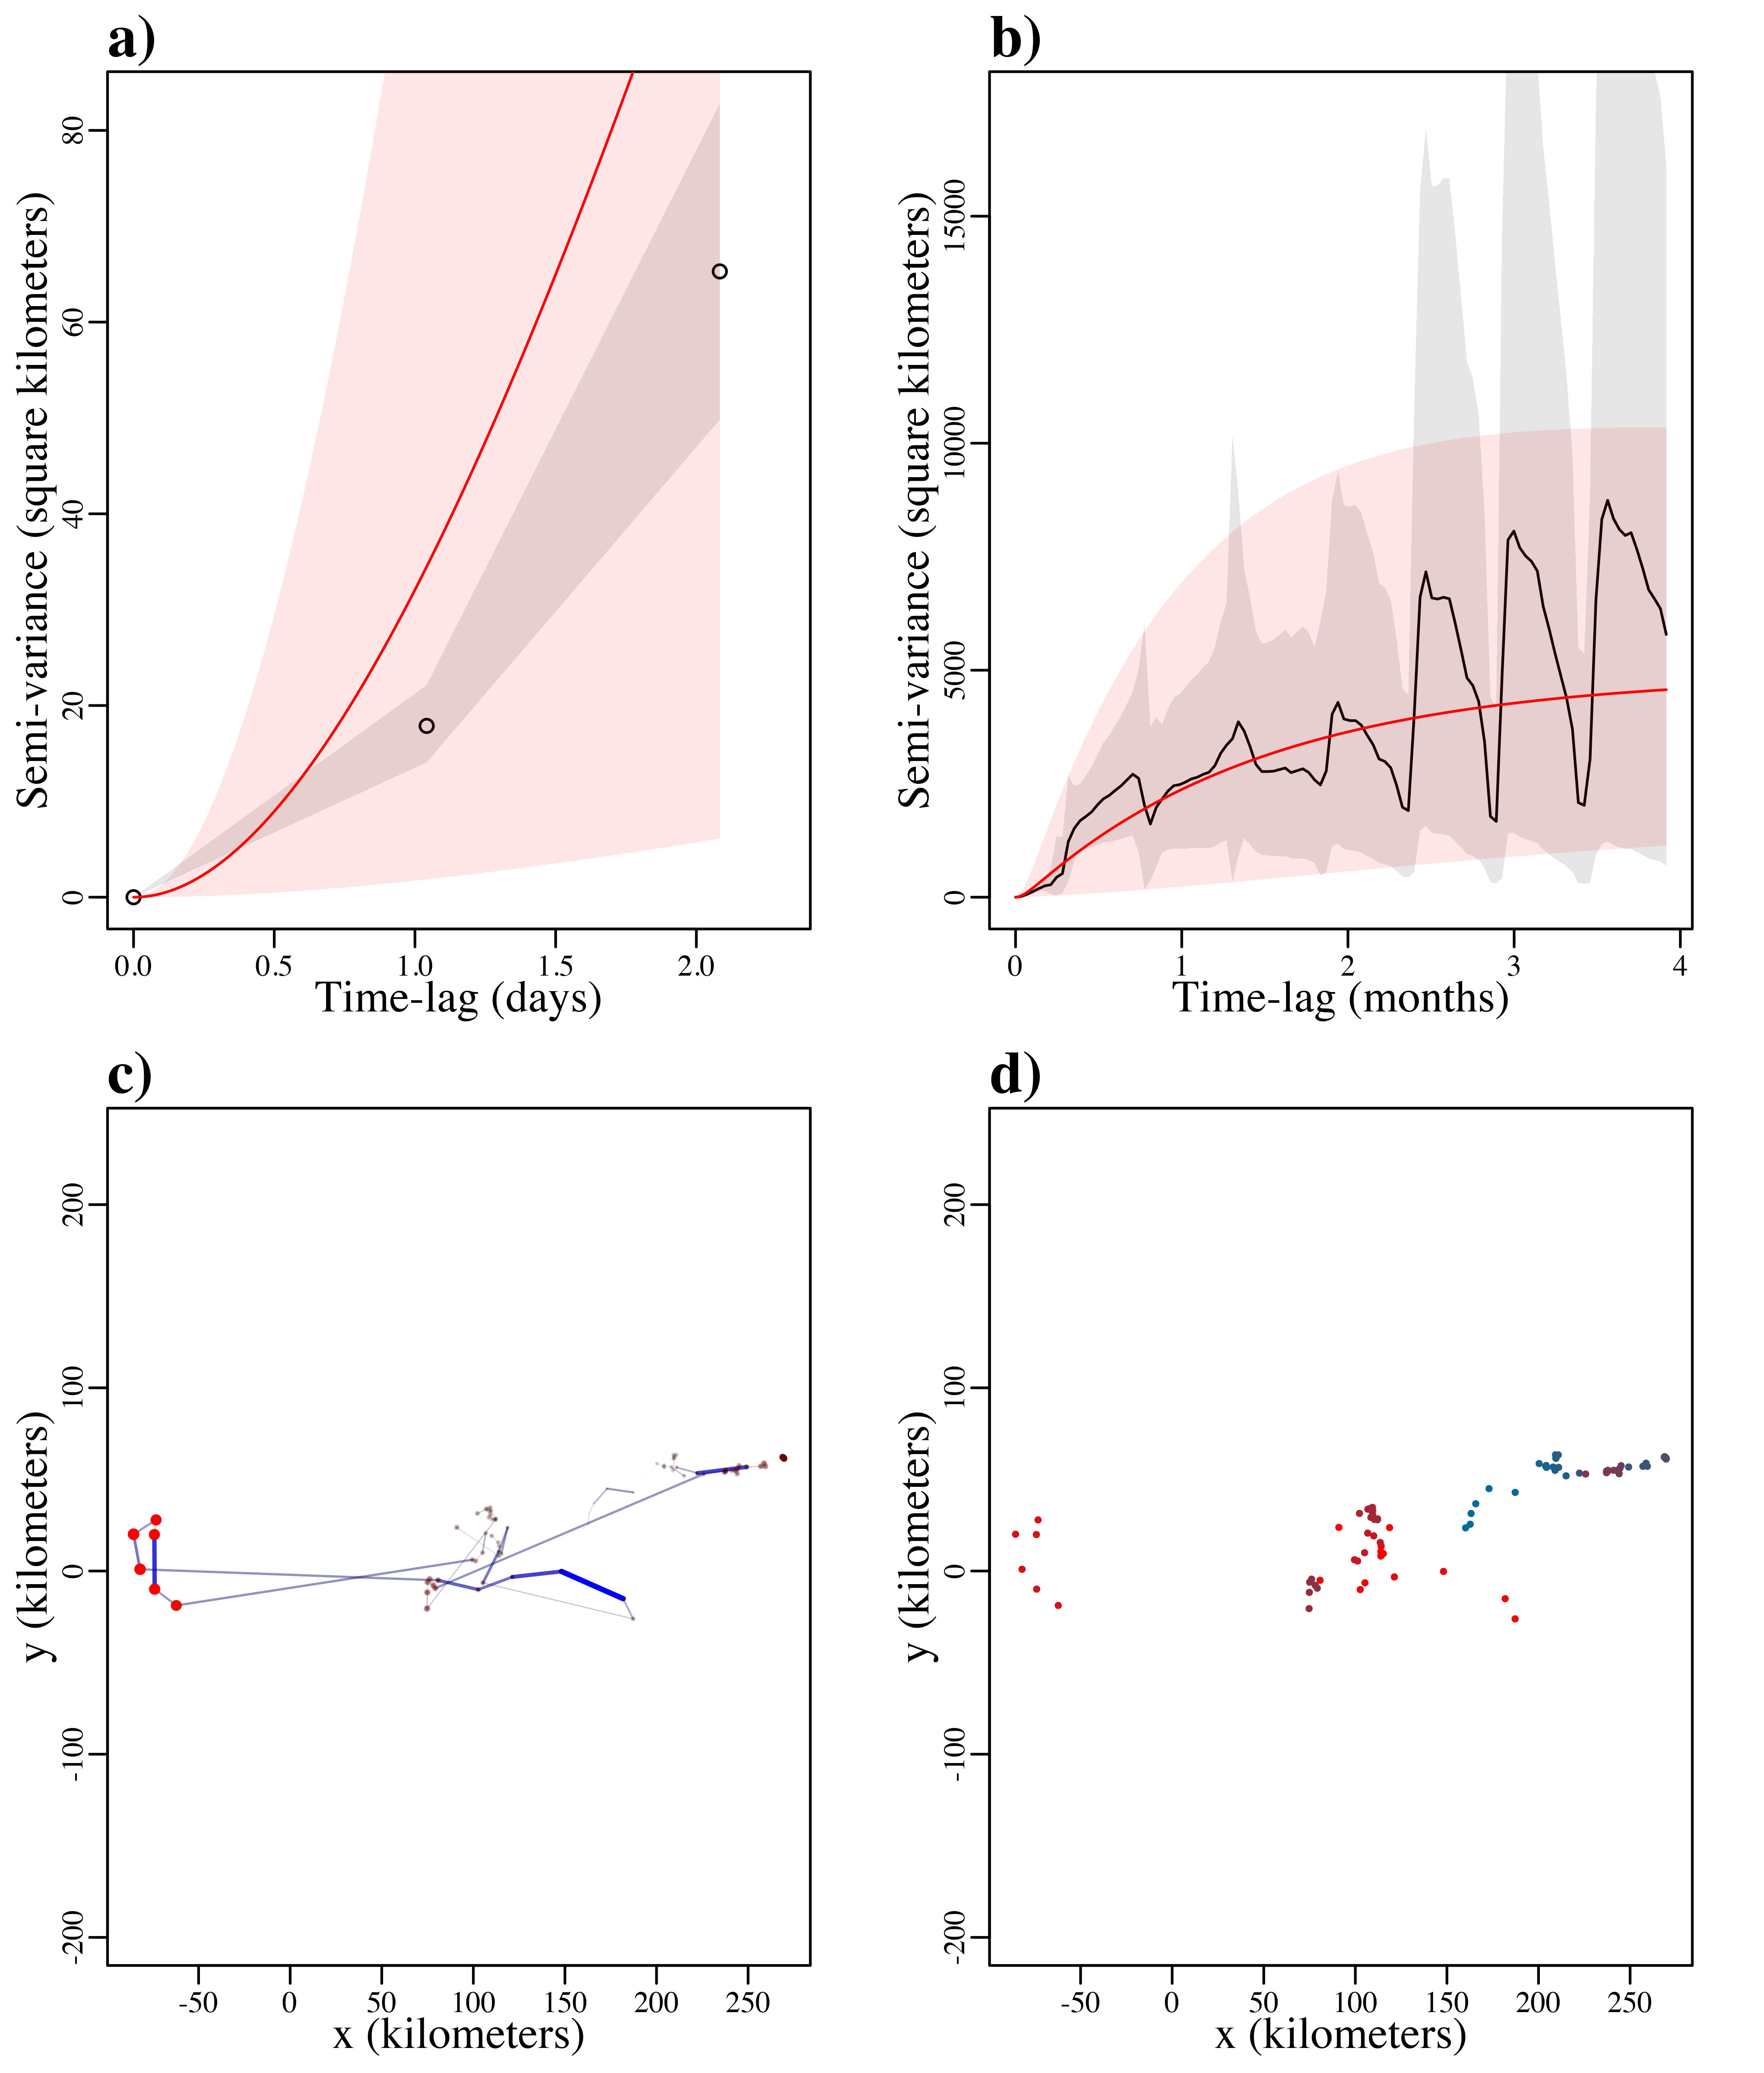 a)
Semi-variance (square kilometers)
80
60
40
20
0
0.0 0.5 1.0 1.5 2.0
Time-lag (days)
b)
Semi-variance (square kilometers)
15000
10000
5000
0
0 1 2 3 4
Time-lag (months)
c)
y (kilometers)
200
100
0
-100
-200
-50 0 50 100 150 200 250
x (kilometers)
d)
y (kilometers)
200
100
0
-100
-200
-50 0 50 100 150 200 250
x (kilometers)